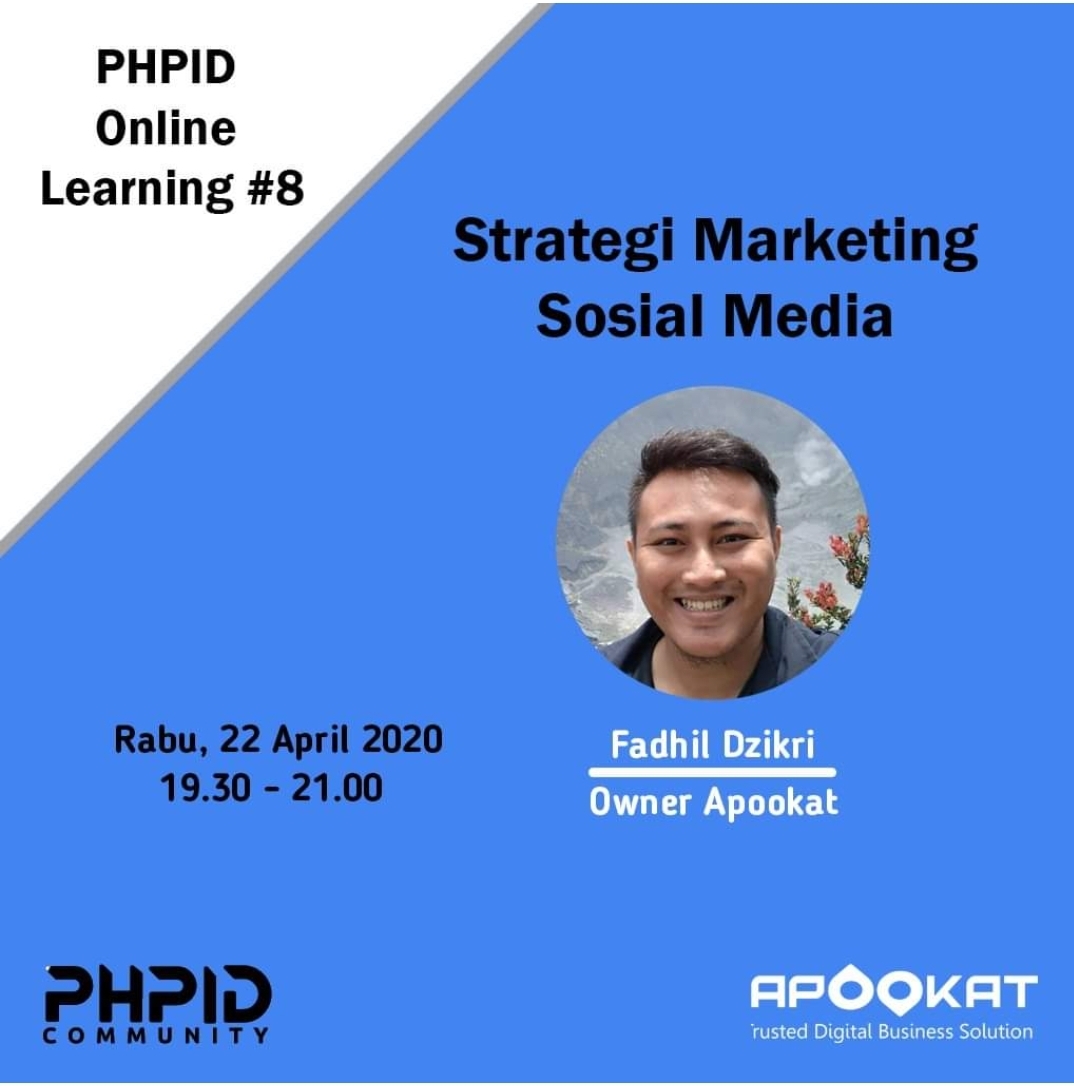 PHPID
Online
Learning #8
Strategi Marketing
Sosial Media
Rabu, 22 April 2020
19.30 - 21.00
Fadhil Dzikri
Owner Apookat
PHPID
COMMUNITY
APOOKAT
Trusted Digital Business Solution